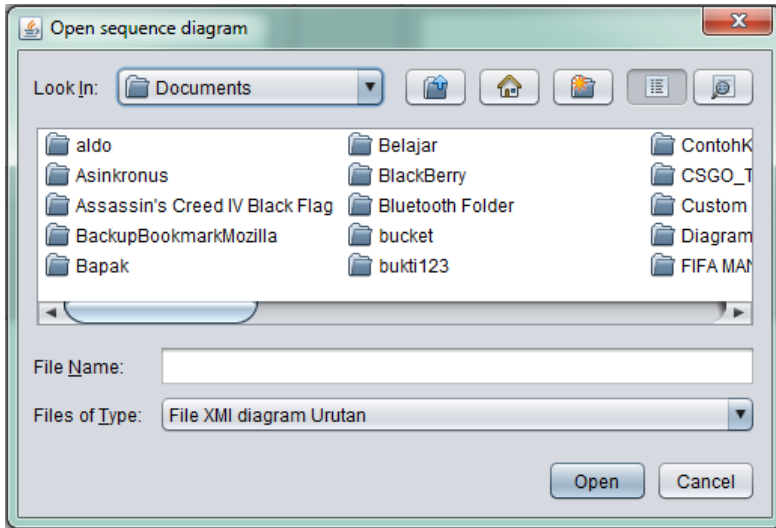 Open sequence diagram
Look In: Documents
aldo Belajar ContohK
Asinkronus BlackBerry CSGO_T
Assassin's Creed IV Black Flag Bluetooth Folder Custom
BackupBookmarkMozilla bucket Diagram
Bapak bukti123 FIFA MAN
File Name:
Files of Type: File XMI diagram Urutan
Open Cancel